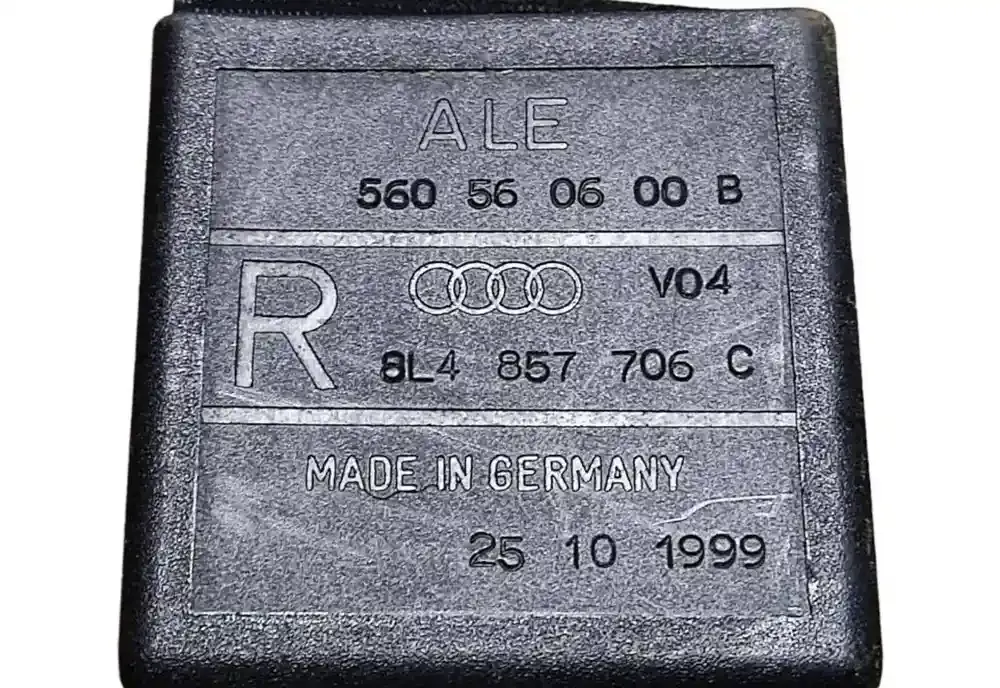 ALE
560 56 06 00 B
R
V04
8L4 857 706 C
MADE IN GERMANY
25 10 1999